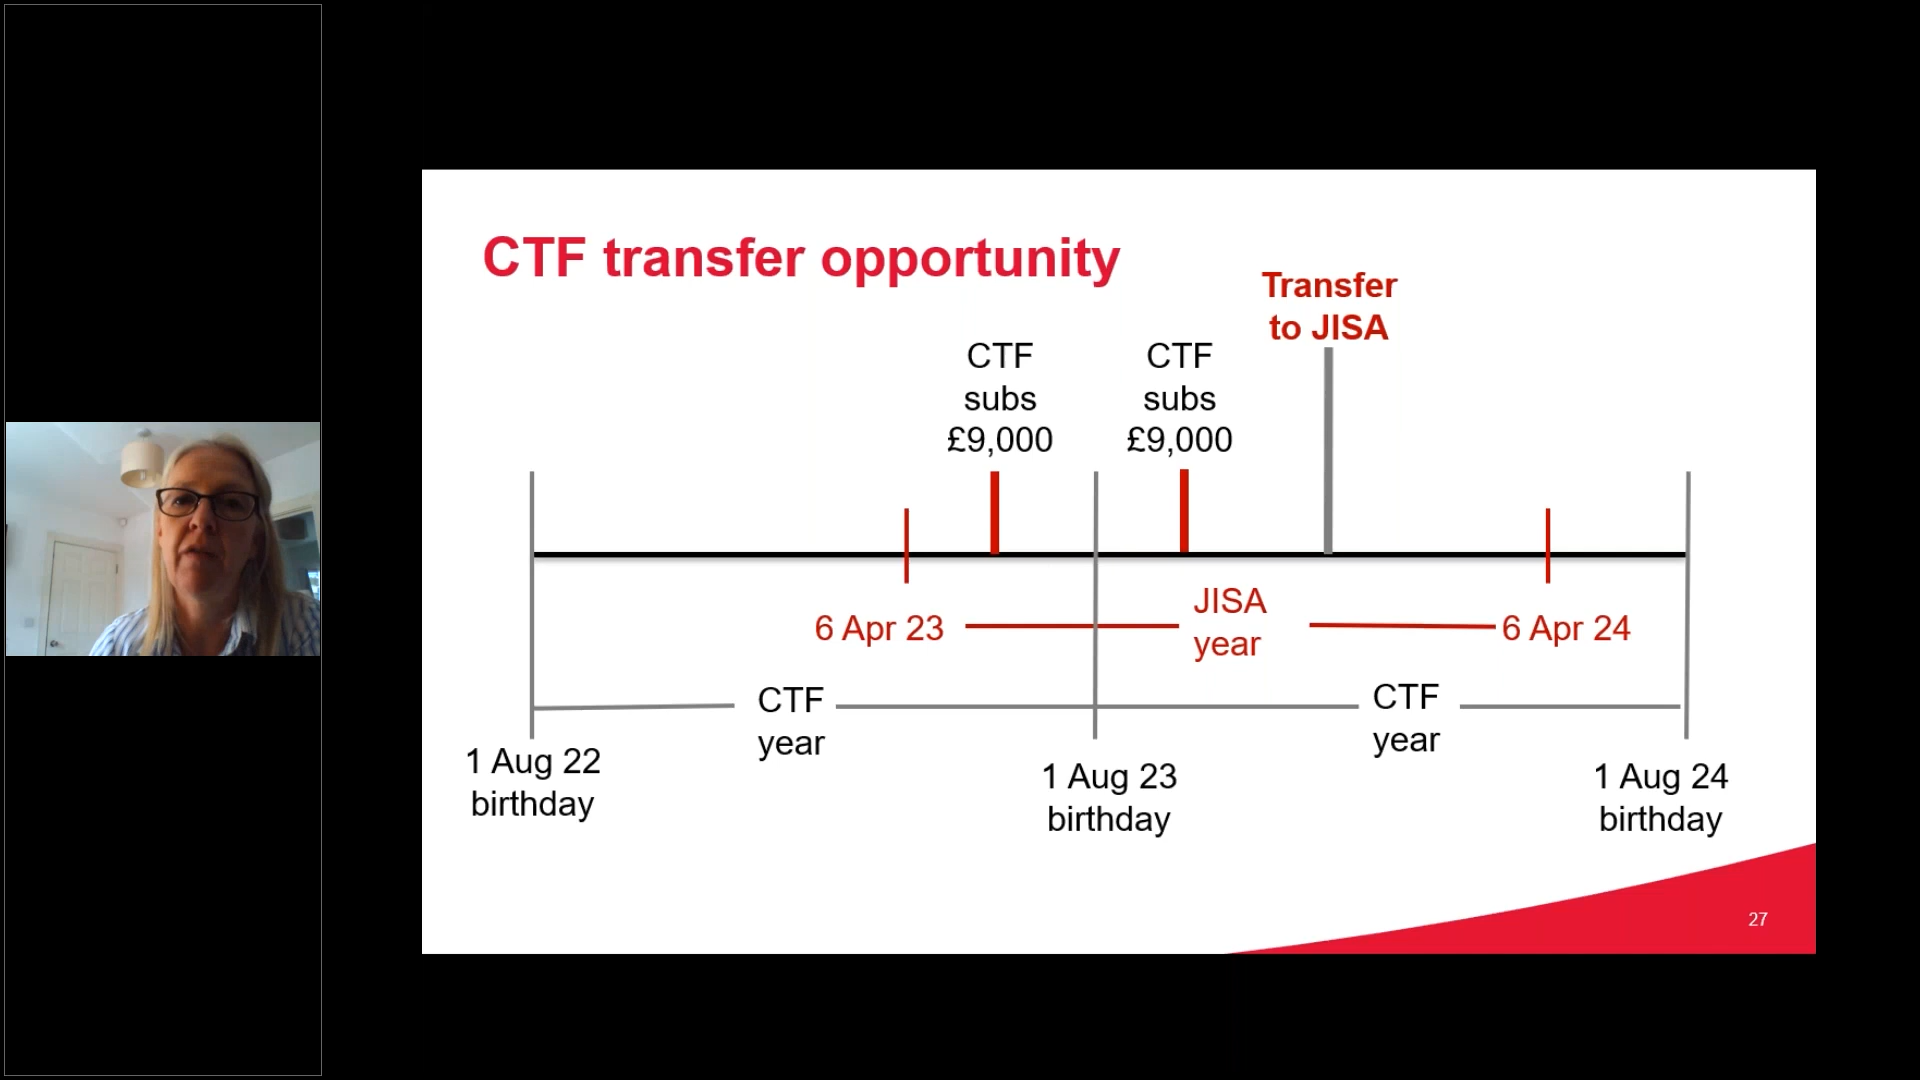 CTF transfer opportunity
Transfer
to JISA
CTF
subs
£9,000
CTF
subs
£9,000
6 Apr 23
JISA
year
6 Apr 24
CTF
year
CTF
year
1 Aug 22
birthday
1 Aug 23
birthday
1 Aug 24
birthday
27